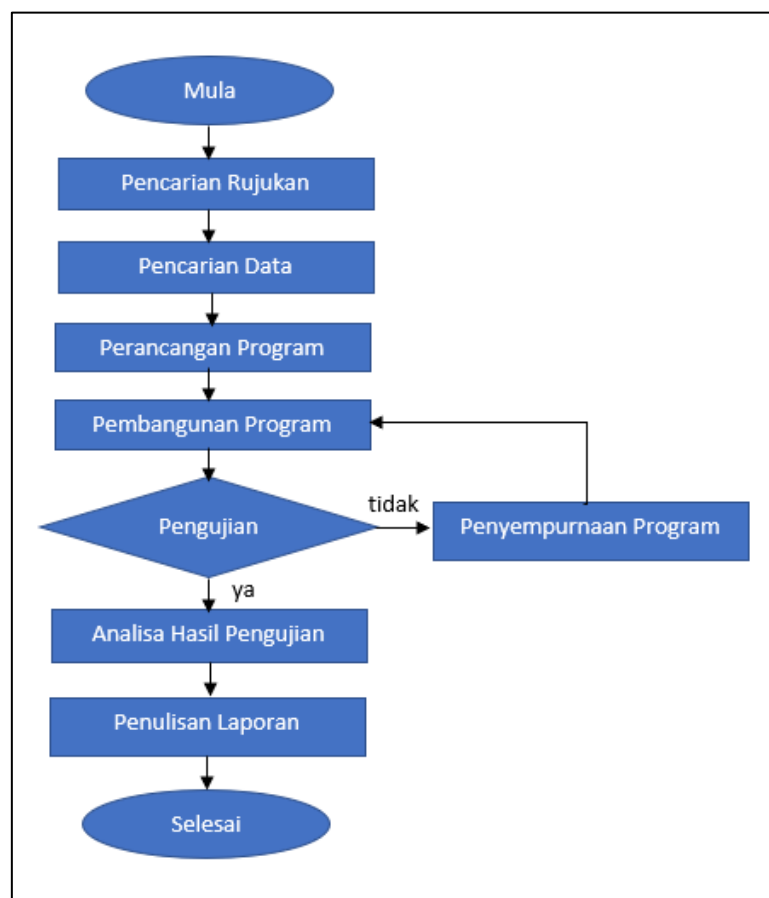 Mula
Pencarian Rujukan
Pencarian Data
Perancangan Program
Pembangunan Program
Pengujian
tidak
Penyempurnaan Program
ya
Analisa Hasil Pengujian
Penulisan Laporan
Selesai